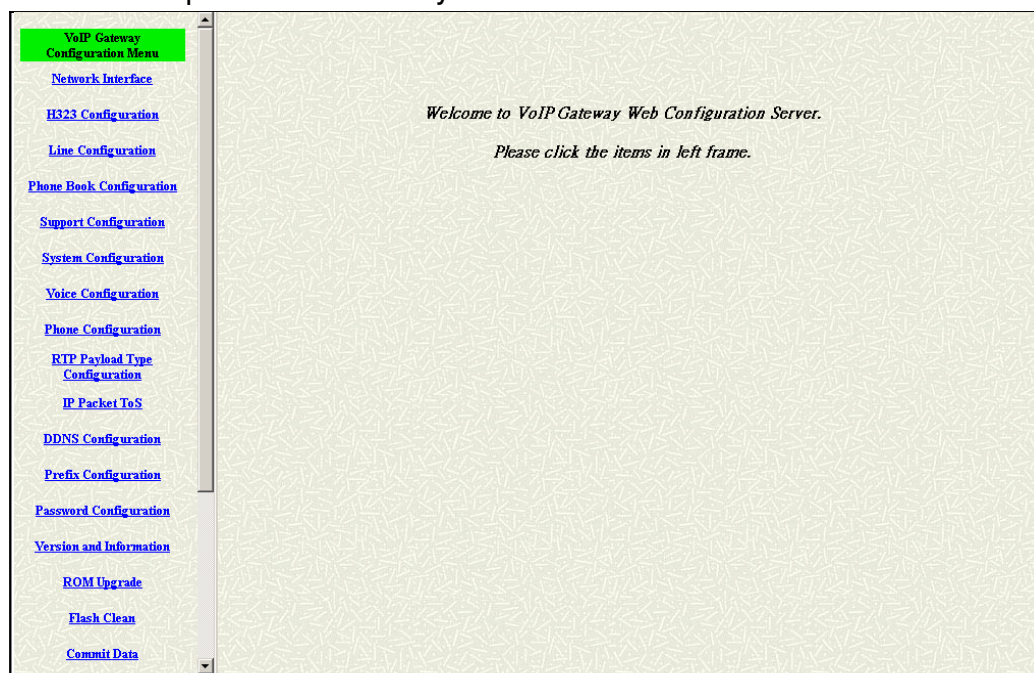 VoIP Gateway
Configuration Menu
Network Interface
H323 Configuration
Line Configuration
Phone Book Configuration
Support Configuration
System Configuration
Voice Configuration
Phone Configuration
RTP Payload Type
Configuration
IP Packet ToS
DDNS Configuration
Prefix Configuration
Password Configuration
Version and Information
ROM Upgrade
Flash Clean
Commit Data
Welcome to VoIP Gateway Web Configuration Server.
Please click the items in left frame.